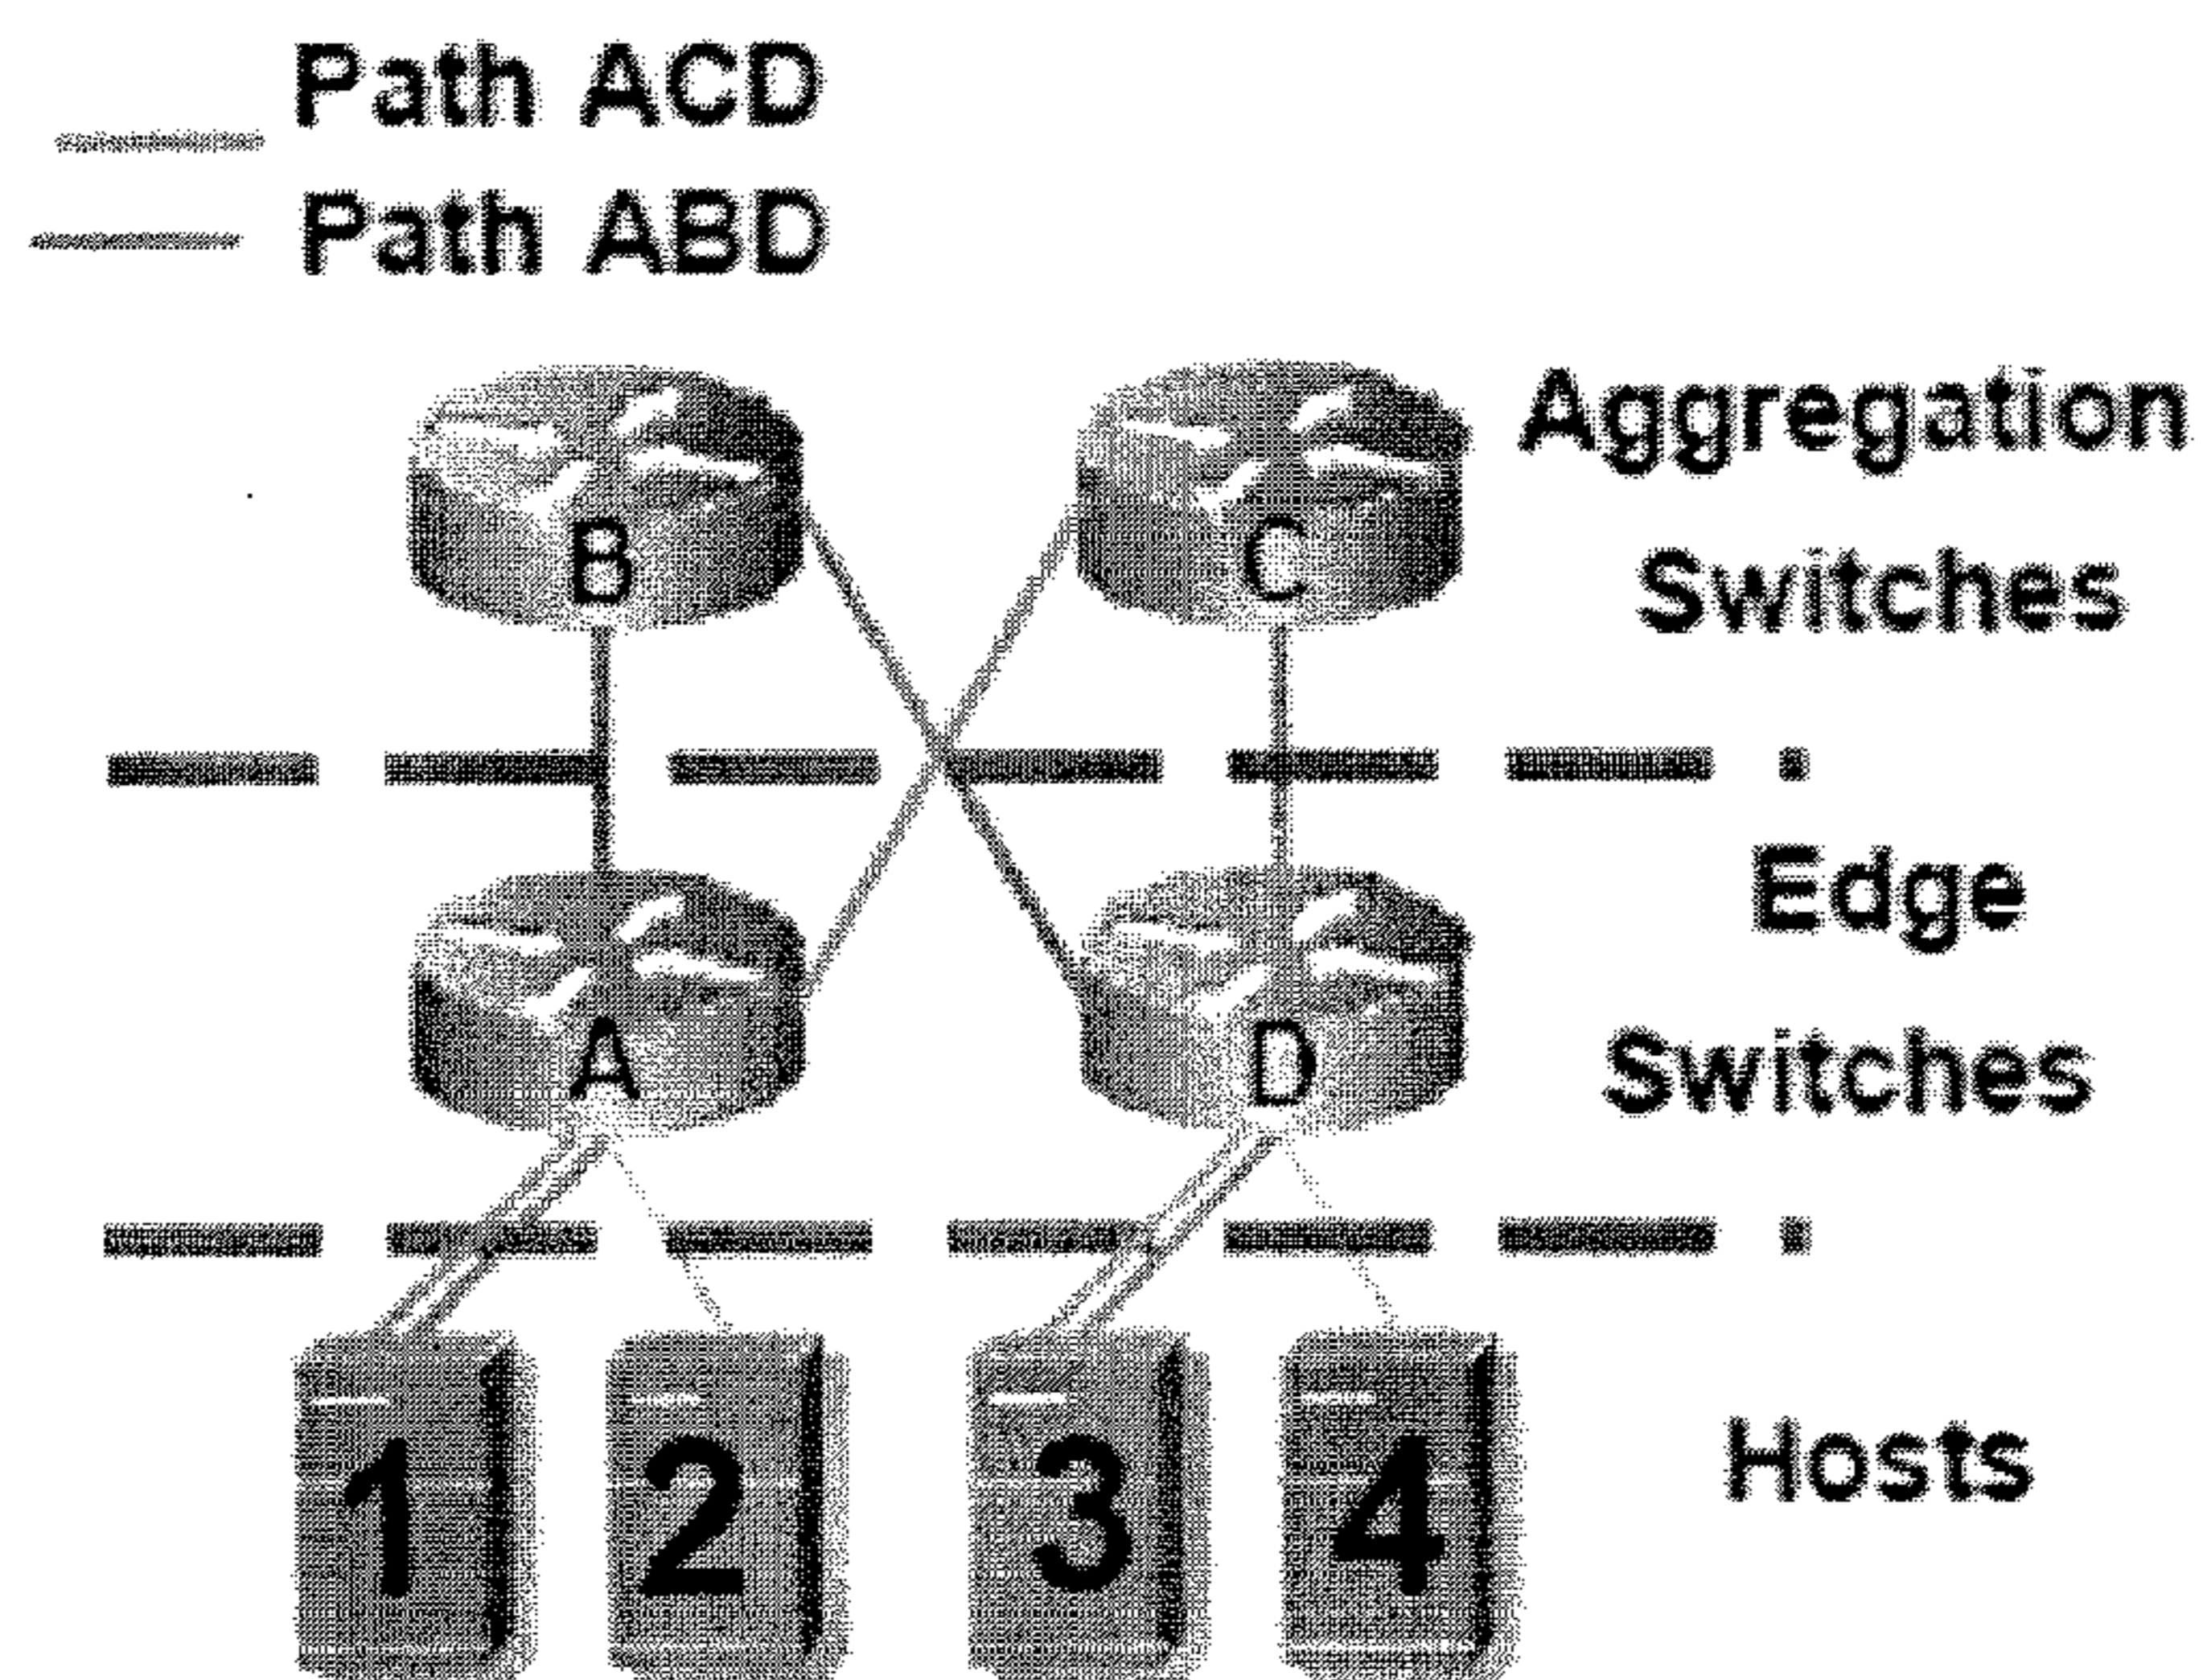 Path ACD
Path ABD
B
C
Aggregation
Switches
A
D
Edge
Switches
1
2
3
4
Hosts